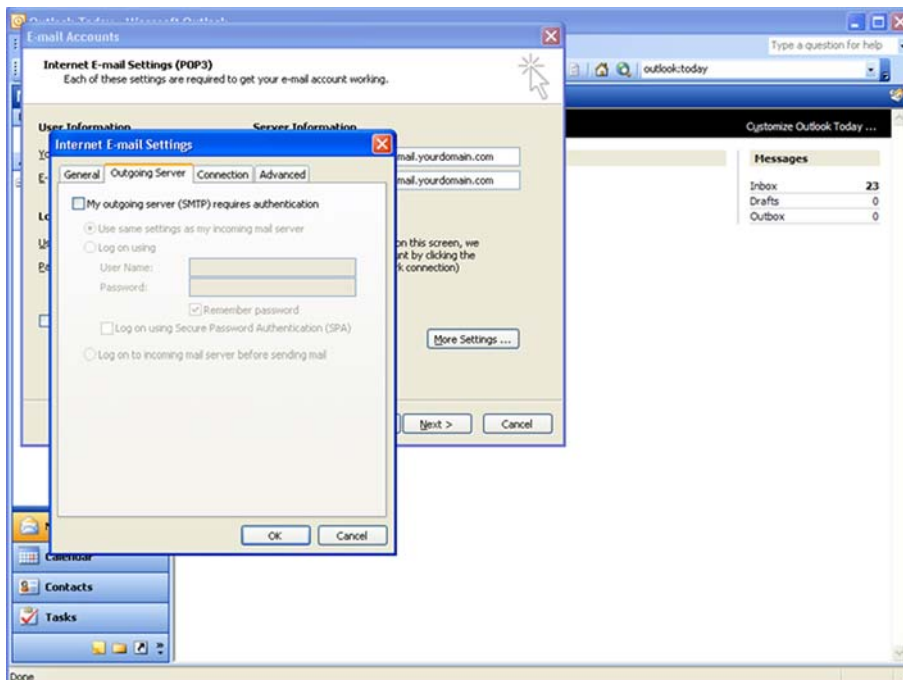 Outlook Today - Microsoft Outlook
E-mail Accounts
Type a question for help
Internet E-mail Settings (POP3)
Each of these settings are required to get your e-mail account working.
outlook:today
User Information
Server Information
Customize Outlook Today ...
Internet E-mail Settings
mail.yourdomain.com
Messages
General
Outgoing Server
Connection
Advanced
mail.yourdomain.com
Inbox 23
Drafts 0
Outbox 0
My outgoing server (SMTP) requires authentication
Use same settings as my incoming mail server
Log on using
on this screen, we
by clicking the
connection)
User Name:
Password:
Remember password
Log on using Secure Password Authentication (SPA)
More Settings ...
Log on to incoming mail server before sending mail
Next >
Cancel
OK
Cancel
Calendar
Contacts
Tasks
Done